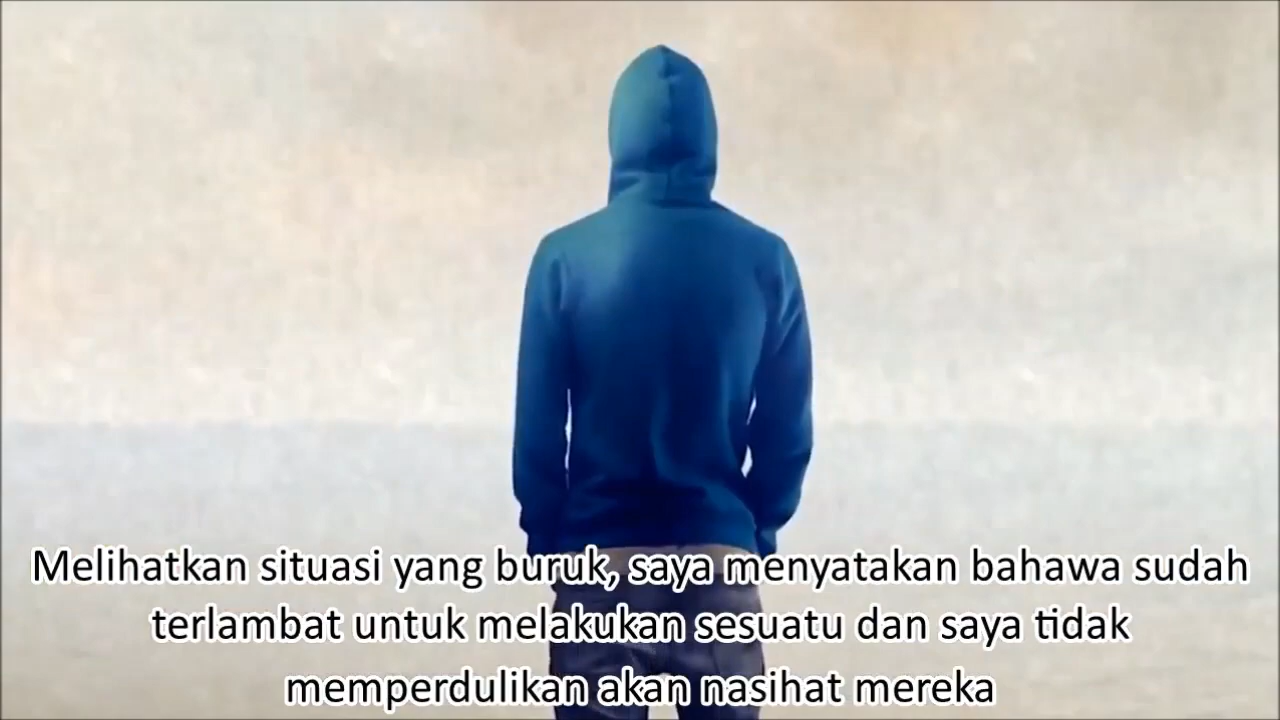 Melihatkan situasi yang buruk, saya menyatakan bahawa sudah
terlambat untuk melakukan sesuatu dan saya tidak
memperdulikan akan nasihat mereka